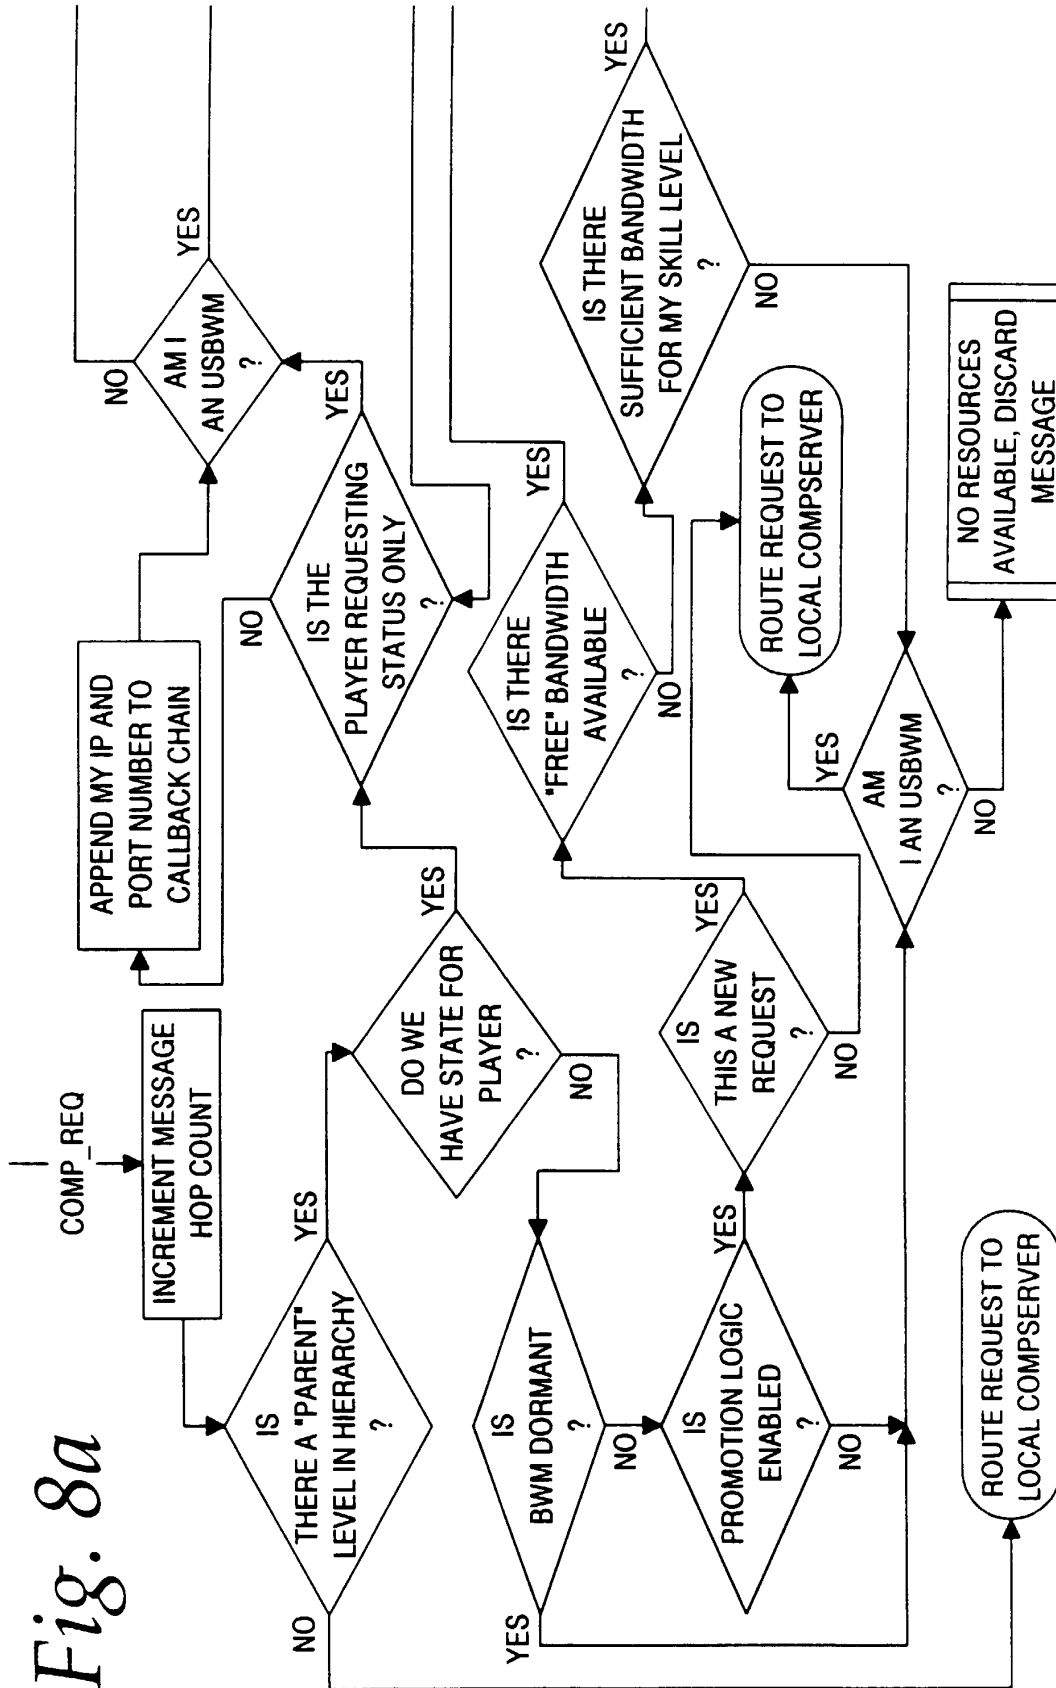 Fig. 8a
COMP_REQ
INCREMENT MESSAGE
HOP COUNT
IS
THERE A "PARENT"
LEVEL IN HIERARCHY
?
NO
YES
DO WE
HAVE STATE FOR
PLAYER
?
YES
NO
IS THE
PLAYER REQUESTING
STATUS ONLY
?
NO
YES
APPEND MY IP AND
PORT NUMBER TO
CALLBACK CHAIN
AM I
AN USBWM
?
NO
YES
IS
BWM DORMANT
?
YES
NO
IS
PROMOTION LOGIC
ENABLED
?
YES
NO
IS
THIS A NEW
REQUEST
?
YES
NO
IS THERE
"FREE" BANDWIDTH
AVAILABLE
?
YES
NO
IS THERE
SUFFICIENT BANDWIDTH
FOR MY SKILL LEVEL
?
YES
NO
ROUTE REQUEST TO
LOCAL COMPSERVER
AM
I AN USBWM
?
YES
NO
NO RESOURCES
AVAILABLE, DISCARD
MESSAGE
ROUTE REQUEST TO
LOCAL COMPSERVER